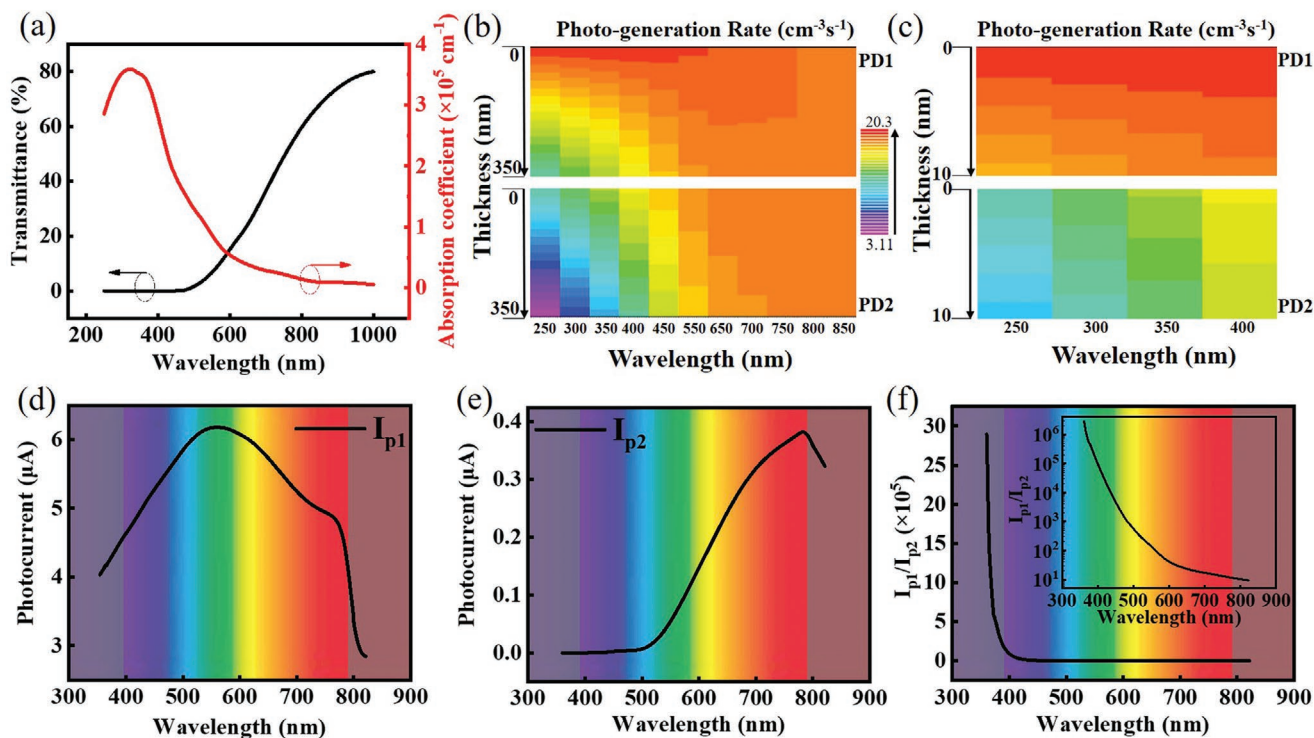 (a)
Transmittance (%)
80
60
40
20
0
200 400 600 800 1000
Wavelength (nm)
4
3
2
1
0
Absorption coefficient (×10⁵ cm⁻¹)
(b)
Photo-generation Rate (cm⁻³s⁻¹)
Thickness (nm)
0
350
0
350
PD1
PD2
20.3
3.11
250 300 350 400 450 550 650 700 800 850
Wavelength (nm)
(c)
Photo-generation Rate (cm⁻³s⁻¹)
Thickness (nm)
0
10
0
10
PD1
PD2
250 300 350 400
Wavelength (nm)
(d)
Photocurrent (μA)
6
5
4
3
Iₚ₁
300 400 500 600 700 800 900
Wavelength (nm)
(e)
Photocurrent (μA)
0.4
0.3
0.2
0.1
0.0
Iₚ₂
300 400 500 600 700 800 900
Wavelength (nm)
(f)
Iₚ₁/Iₚ₂ (×10⁵)
30
25
20
15
10
5
0
Iₚ₁/Iₚ₂
10⁶
10⁵
10⁴
10³
10²
10¹
300 400 500 600 700 800 900
Wavelength (nm)
300 400 500 600 700 800 900
Wavelength (nm)